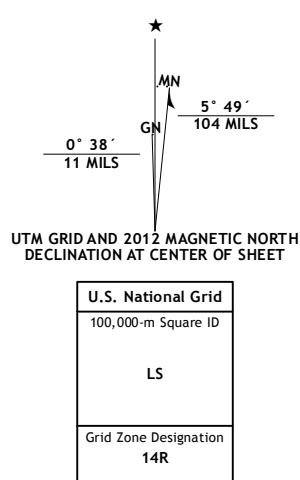 MN
GN
5° 49´
104 MILS
0° 38´
11 MILS
UTM GRID AND 2012 MAGNETIC NORTH
DECLINATION AT CENTER OF SHEET
U.S. National Grid
100,000-m Square ID
LS
Grid Zone Designation
14R